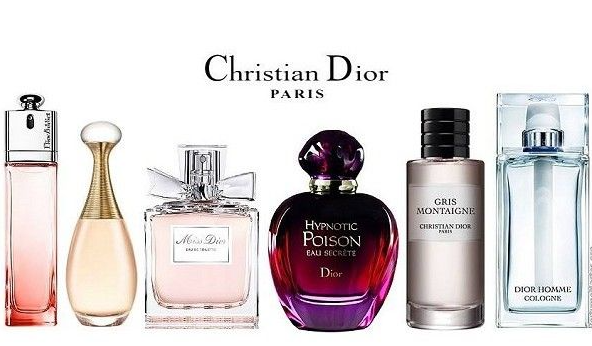 Christian Dior
PARIS
Dior Addict
Miss Dior
EAU DE TOILETTE
HYPNOTIC
POISON
EAU SECRÈTE
Dior
GRIS
MONTAIGNE
CHRISTIAN DIOR
PARIS
DIOR HOMME
COLOGNE